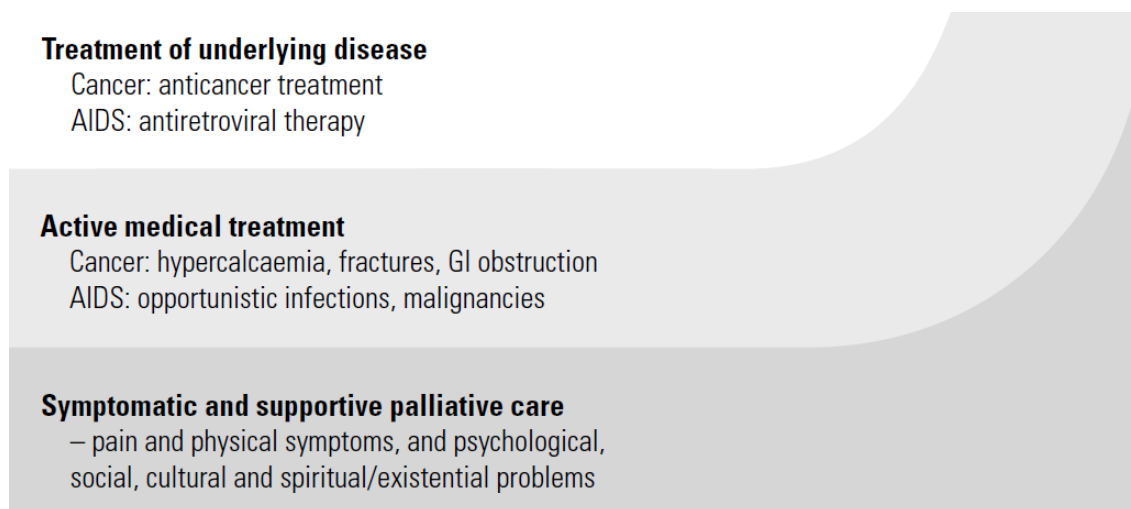 Treatment of underlying disease
Cancer: anticancer treatment
AIDS: antiretroviral therapy
Active medical treatment
Cancer: hypercalcaemia, fractures, GI obstruction
AIDS: opportunistic infections, malignancies
Symptomatic and supportive palliative care
– pain and physical symptoms, and psychological,
social, cultural and spiritual/existential problems